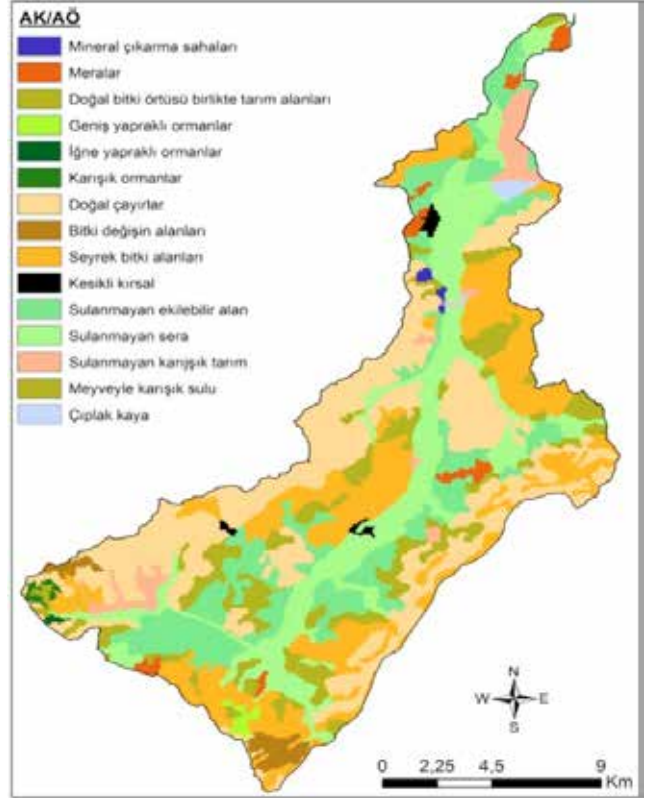 AK/AÖ
Mineral çıkarma sahaları
Meralar
Doğal bitki örtüsü birlikte tarım alanları
Geniş yapraklı ormanlar
İğne yapraklı ormanlar
Karışık ormanlar
Doğal çayırlar
Bitki değişin alanları
Seyrek bitki alanları
Kesikli kırsal
Sulanmayan ekilebilir alan
Sulanmayan sera
Sulanmayan karıışık tarım
Meyveyle karışık sulu
Çıplak kaya
N
W E
S
0 2,25 4,5 9
Km